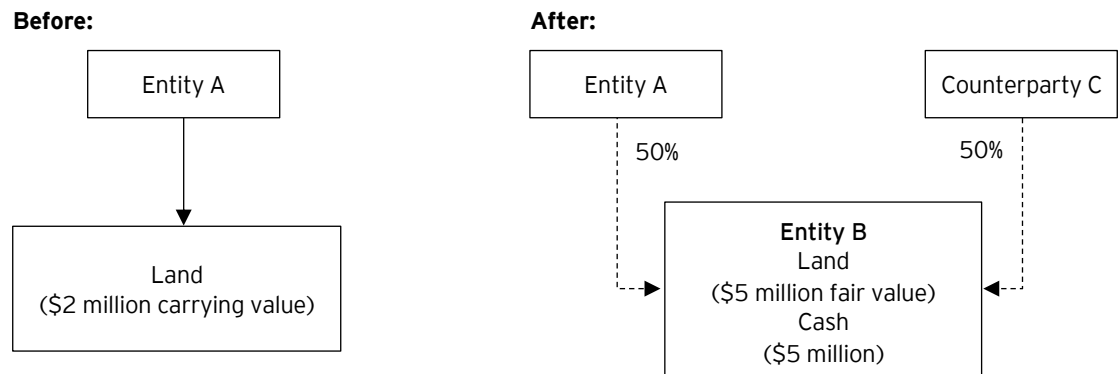 Before:
Entity A
Land
($2 million carrying value)
After:
Entity A
Counterparty C
50%
50%
Entity B
Land
($5 million fair value)
Cash
($5 million)